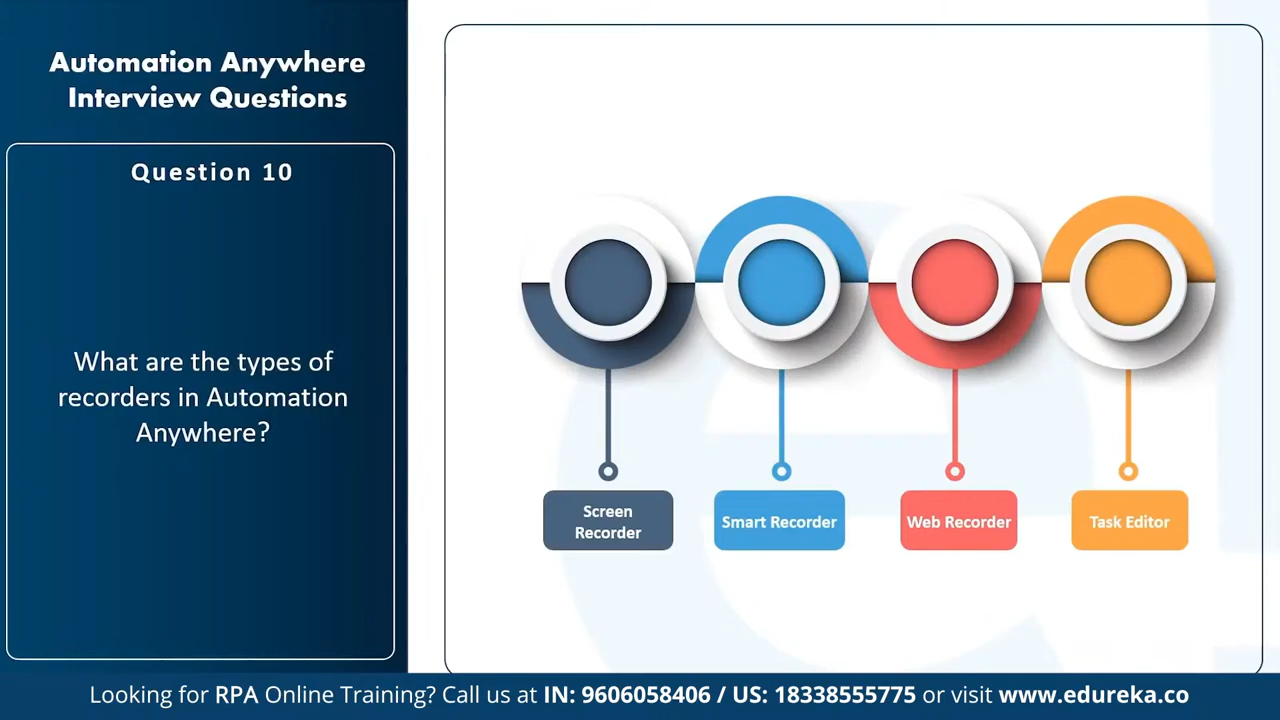 Automation Anywhere
Interview Questions
Question 10
What are the types of
recorders in Automation
Anywhere?
Screen
Recorder
Smart Recorder
Web Recorder
Task Editor
Looking for RPA Online Training? Call us at IN: 9606058406 / US: 18338555775 or visit www.edureka.co